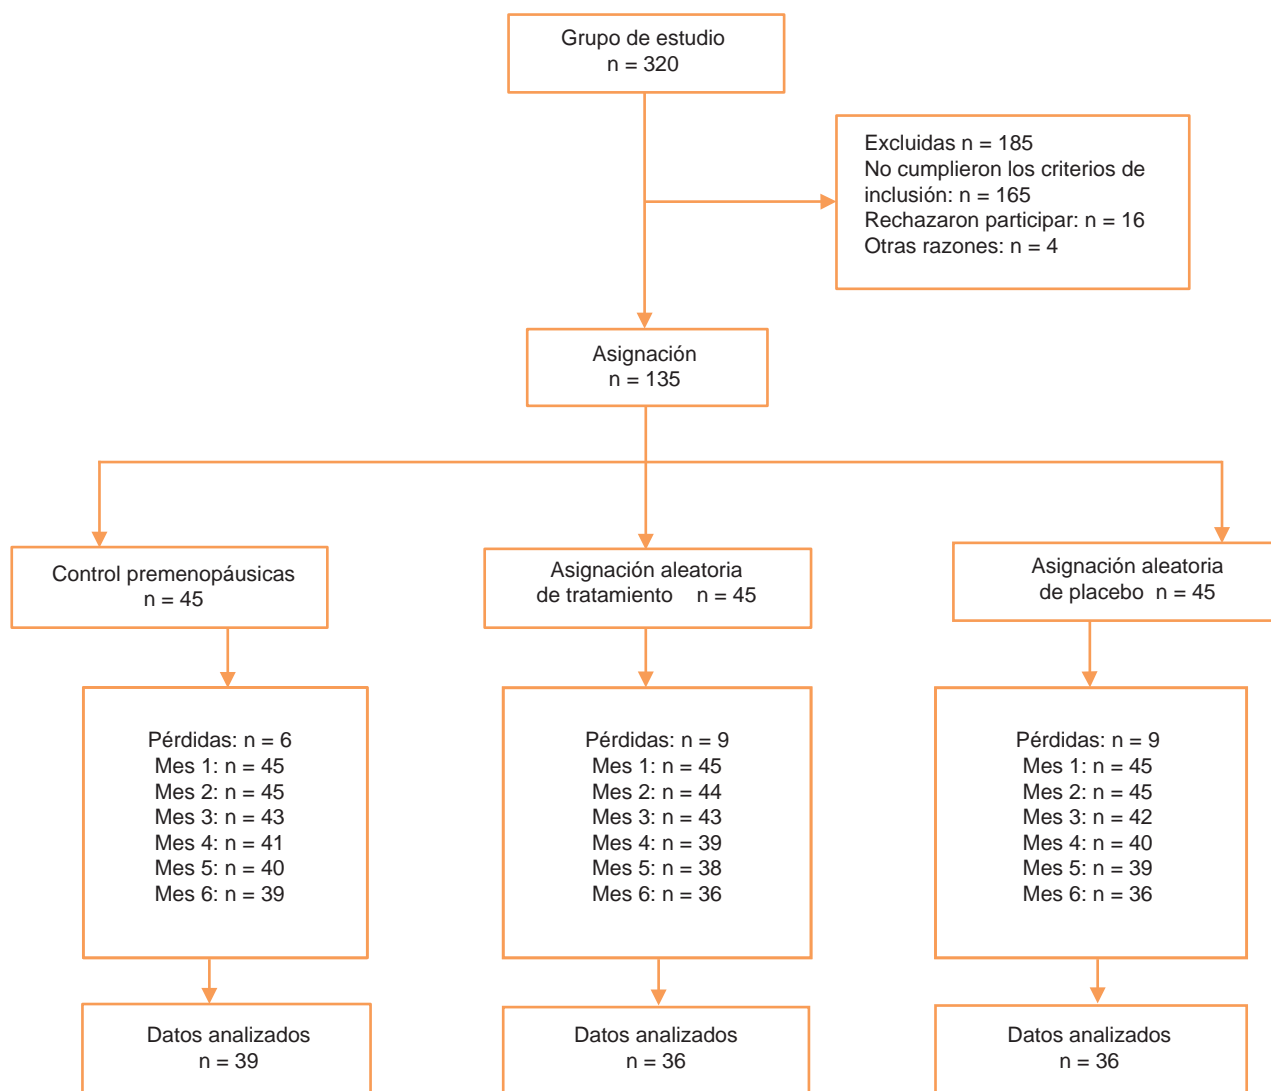 Grupo de estudio
n = 320
Excluidas n = 185
No cumplieron los criterios de
inclusión: n = 165
Rechazaron participar: n = 16
Otras razones: n = 4
Asignación
n = 135
Control premenopáusicas
n = 45
Asignación aleatoria
de tratamiento n = 45
Asignación aleatoria
de placebo n = 45
Pérdidas: n = 6
Mes 1: n = 45
Mes 2: n = 45
Mes 3: n = 43
Mes 4: n = 41
Mes 5: n = 40
Mes 6: n = 39
Pérdidas: n = 9
Mes 1: n = 45
Mes 2: n = 44
Mes 3: n = 43
Mes 4: n = 39
Mes 5: n = 38
Mes 6: n = 36
Pérdidas: n = 9
Mes 1: n = 45
Mes 2: n = 45
Mes 3: n = 42
Mes 4: n = 40
Mes 5: n = 39
Mes 6: n = 36
Datos analizados
n = 39
Datos analizados
n = 36
Datos analizados
n = 36